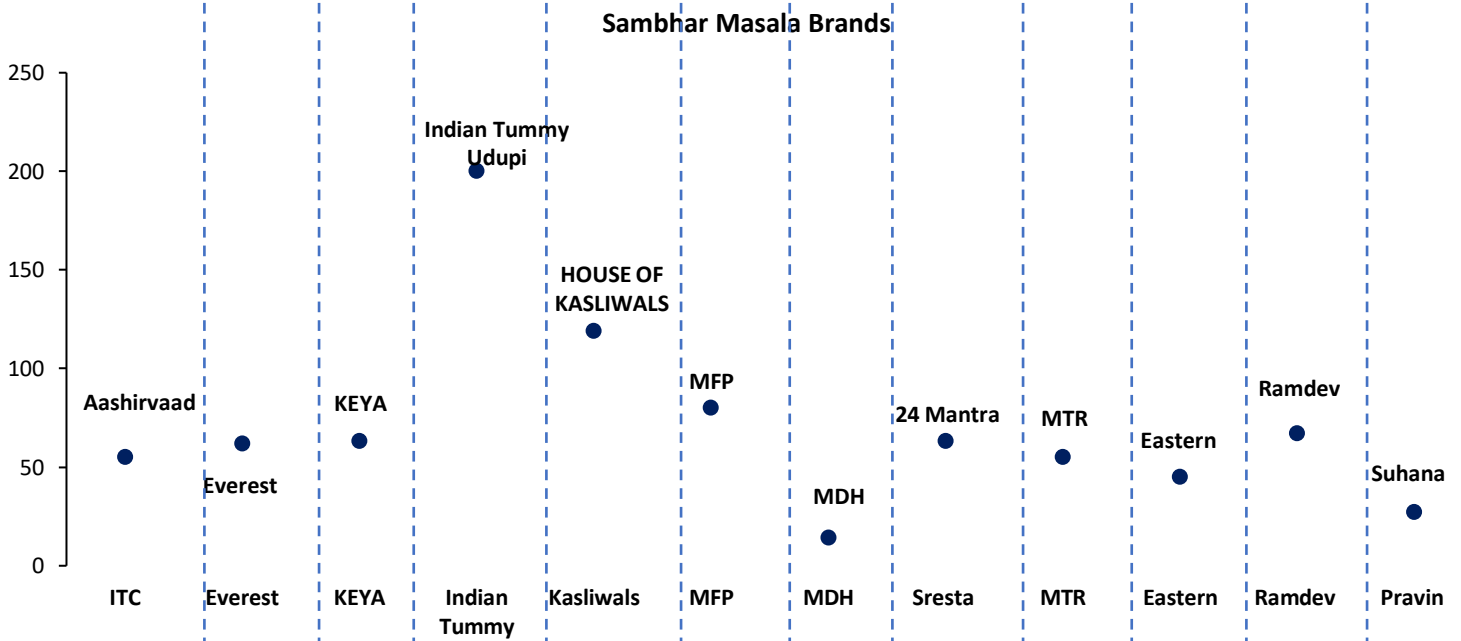 Sambhar Masala Brands
250
200
150
100
50
0
Indian Tummy
Udupi
HOUSE OF
KASLIWALS
Aashirvaad
Everest
KEYA
MFP
MDH
24 Mantra
MTR
Eastern
Ramdev
Suhana
ITC
Everest
KEYA
Indian
Tummy
Kasliwals
MFP
MDH
Sresta
MTR
Eastern
Ramdev
Pravin